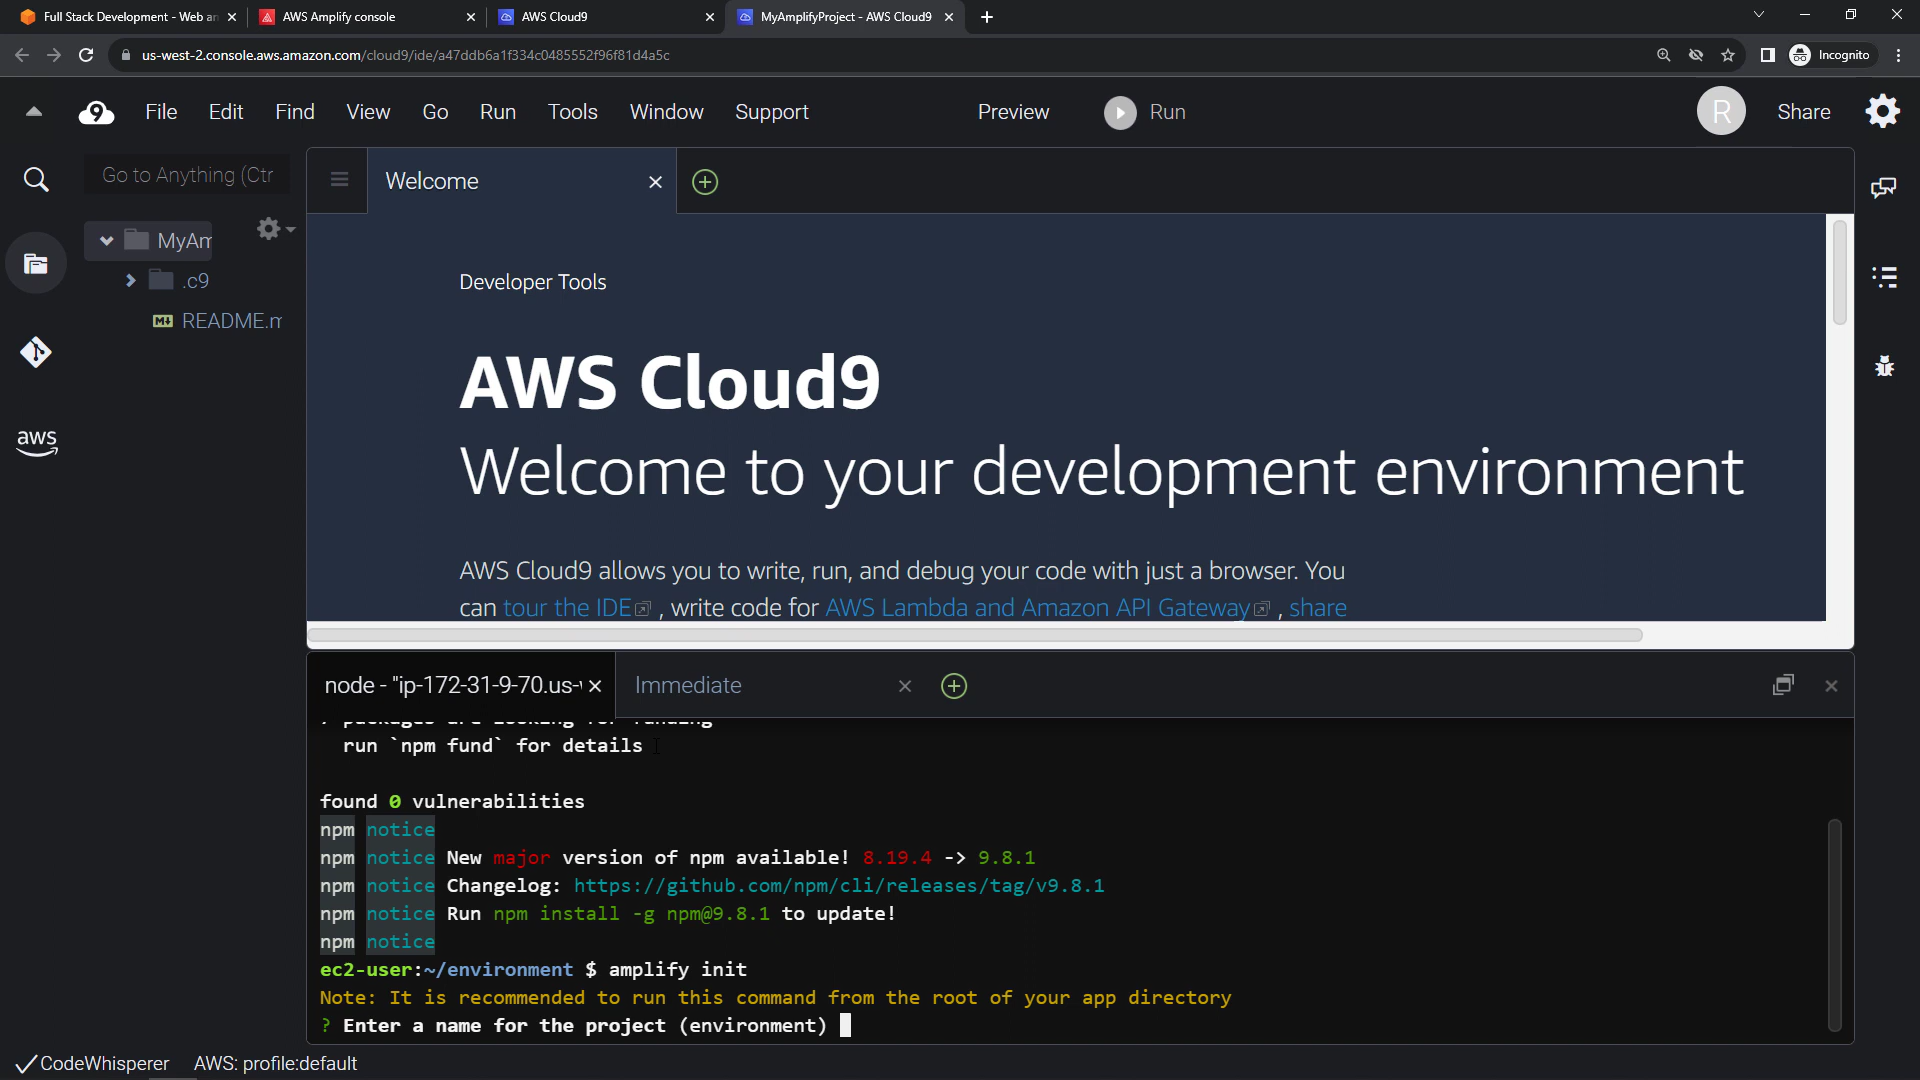 Full Stack Development - Web an
AWS Amplify console
AWS Cloud9
MyAmplifyProject - AWS Cloud9
us-west-2.console.aws.amazon.com/cloud9/ide/a47ddb6a1f334c0485552f96f81d4a5c
Incognito
9 File Edit Find View Go Run Tools Window Support Preview Run R Share
Go to Anything (Ctr
Welcome
MyAm
.c9
README.m
aws
Developer Tools
AWS Cloud9
Welcome to your development environment
AWS Cloud9 allows you to write, run, and debug your code with just a browser. You
can tour the IDE , write code for AWS Lambda and Amazon API Gateway , share
node - "ip-172-31-9-70.us-
Immediate
7 packages are looking for funding
run `npm fund` for details
found 0 vulnerabilities
npm notice
npm notice New major version of npm available! 8.19.4 -> 9.8.1
npm notice Changelog: https://github.com/npm/cli/releases/tag/v9.8.1
npm notice Run npm install -g npm@9.8.1 to update!
npm notice
ec2-user:~/environment $ amplify init
Note: It is recommended to run this command from the root of your app directory
? Enter a name for the project (environment)
CodeWhisperer AWS: profile:default